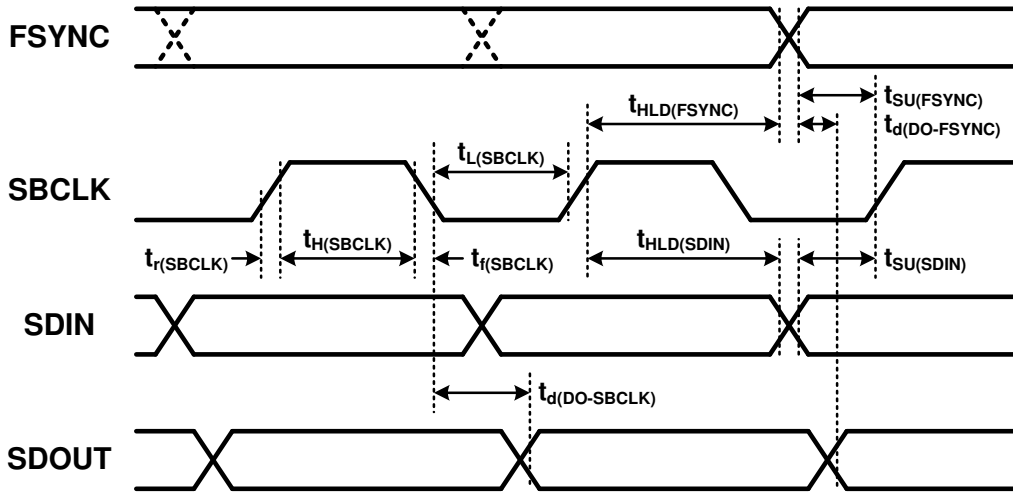 FSYNC
tSU(FSYNC)
tHLD(FSYNC)
td(DO-FSYNC)
tL(SBCLK)
SBCLK
tr(SBCLK)
tH(SBCLK)
tf(SBCLK)
tHLD(SDIN)
tSU(SDIN)
SDIN
td(DO-SBCLK)
SDOUT